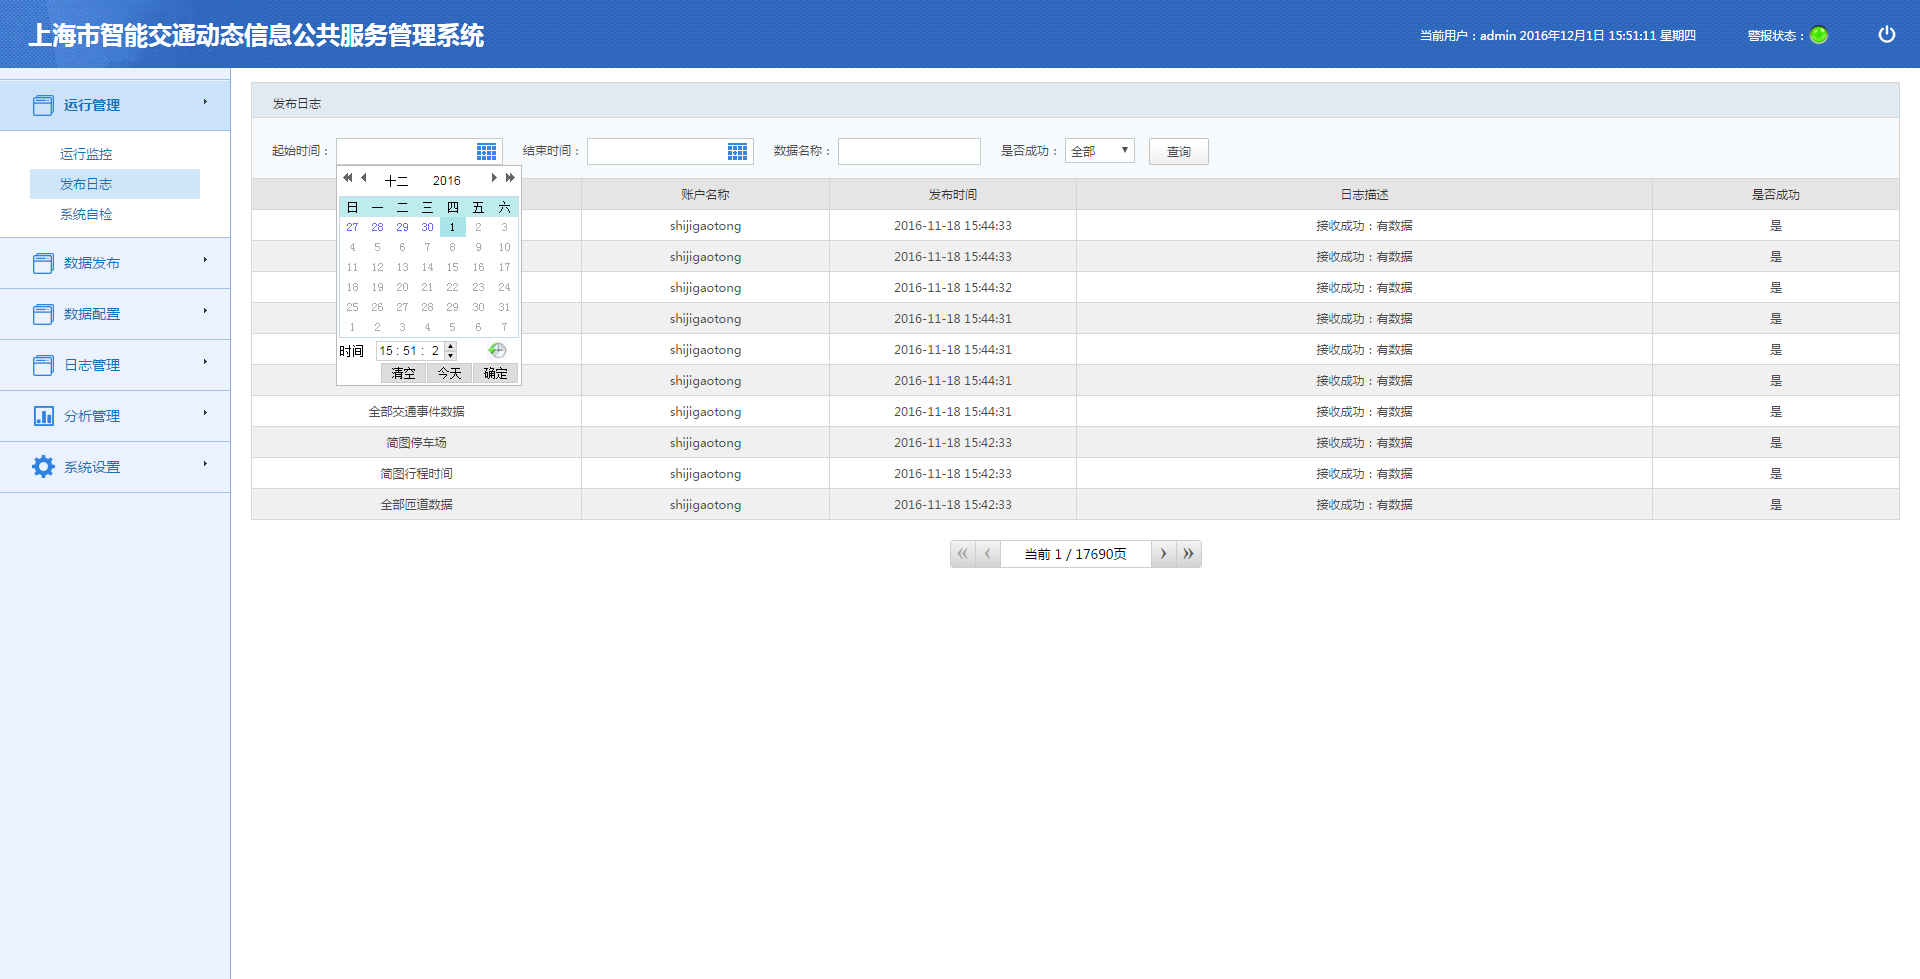 上海市智能交通动态信息公共服务管理系统
当前用户：admin 2016年12月1日 15:51:11 星期四
警报状态：
运行管理
运行监控
发布日志
系统自检
数据发布
数据配置
日志管理
分析管理
系统设置
发布日志
起始时间： 结束时间： 数据名称： 是否成功： 全部 查询
十二 2016
日 一 二 三 四 五 六
27 28 29 30 1 2 3
4 5 6 7 8 9 10
11 12 13 14 15 16 17
18 19 20 21 22 23 24
25 26 27 28 29 30 31
1 2 3 4 5 6 7
时间 15 : 51 : 2
清空 今天 确定
账户名称 发布时间 日志描述 是否成功
shijigaotong 2016-11-18 15:44:33 接收成功：有数据 是
shijigaotong 2016-11-18 15:44:33 接收成功：有数据 是
shijigaotong 2016-11-18 15:44:32 接收成功：有数据 是
shijigaotong 2016-11-18 15:44:31 接收成功：有数据 是
shijigaotong 2016-11-18 15:44:31 接收成功：有数据 是
shijigaotong 2016-11-18 15:44:31 接收成功：有数据 是
全部交通事件数据 shijigaotong 2016-11-18 15:44:31 接收成功：有数据 是
简图停车场 shijigaotong 2016-11-18 15:42:33 接收成功：有数据 是
简图行程时间 shijigaotong 2016-11-18 15:42:33 接收成功：有数据 是
全部匝道数据 shijigaotong 2016-11-18 15:42:33 接收成功：有数据 是
当前 1 / 17690页